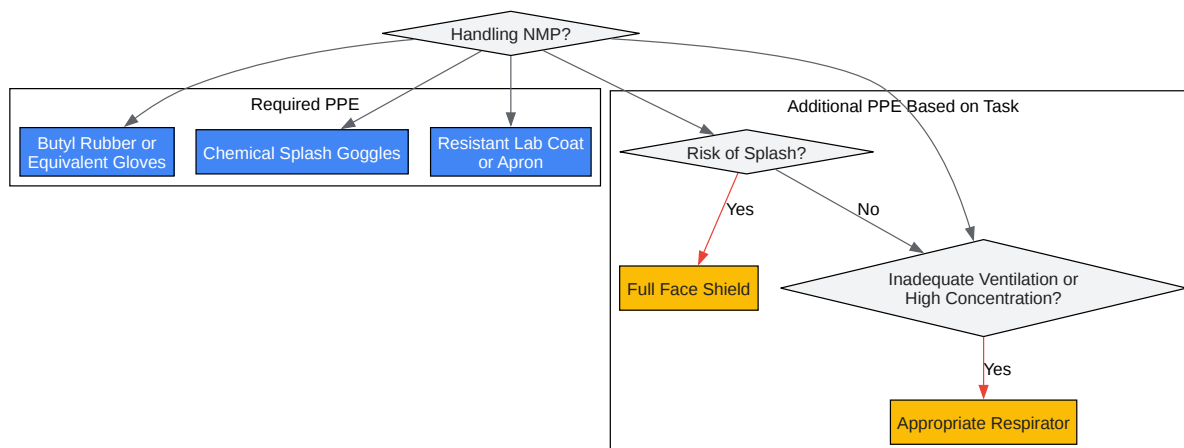 Handling NMP?
Required PPE
Additional PPE Based on Task
Butyl Rubber or
Equivalent Gloves
Chemical Splash Goggles
Resistant Lab Coat
or Apron
Risk of Splash?
Yes
No
Full Face Shield
Inadequate Ventilation or
High Concentration?
Yes
Appropriate Respirator